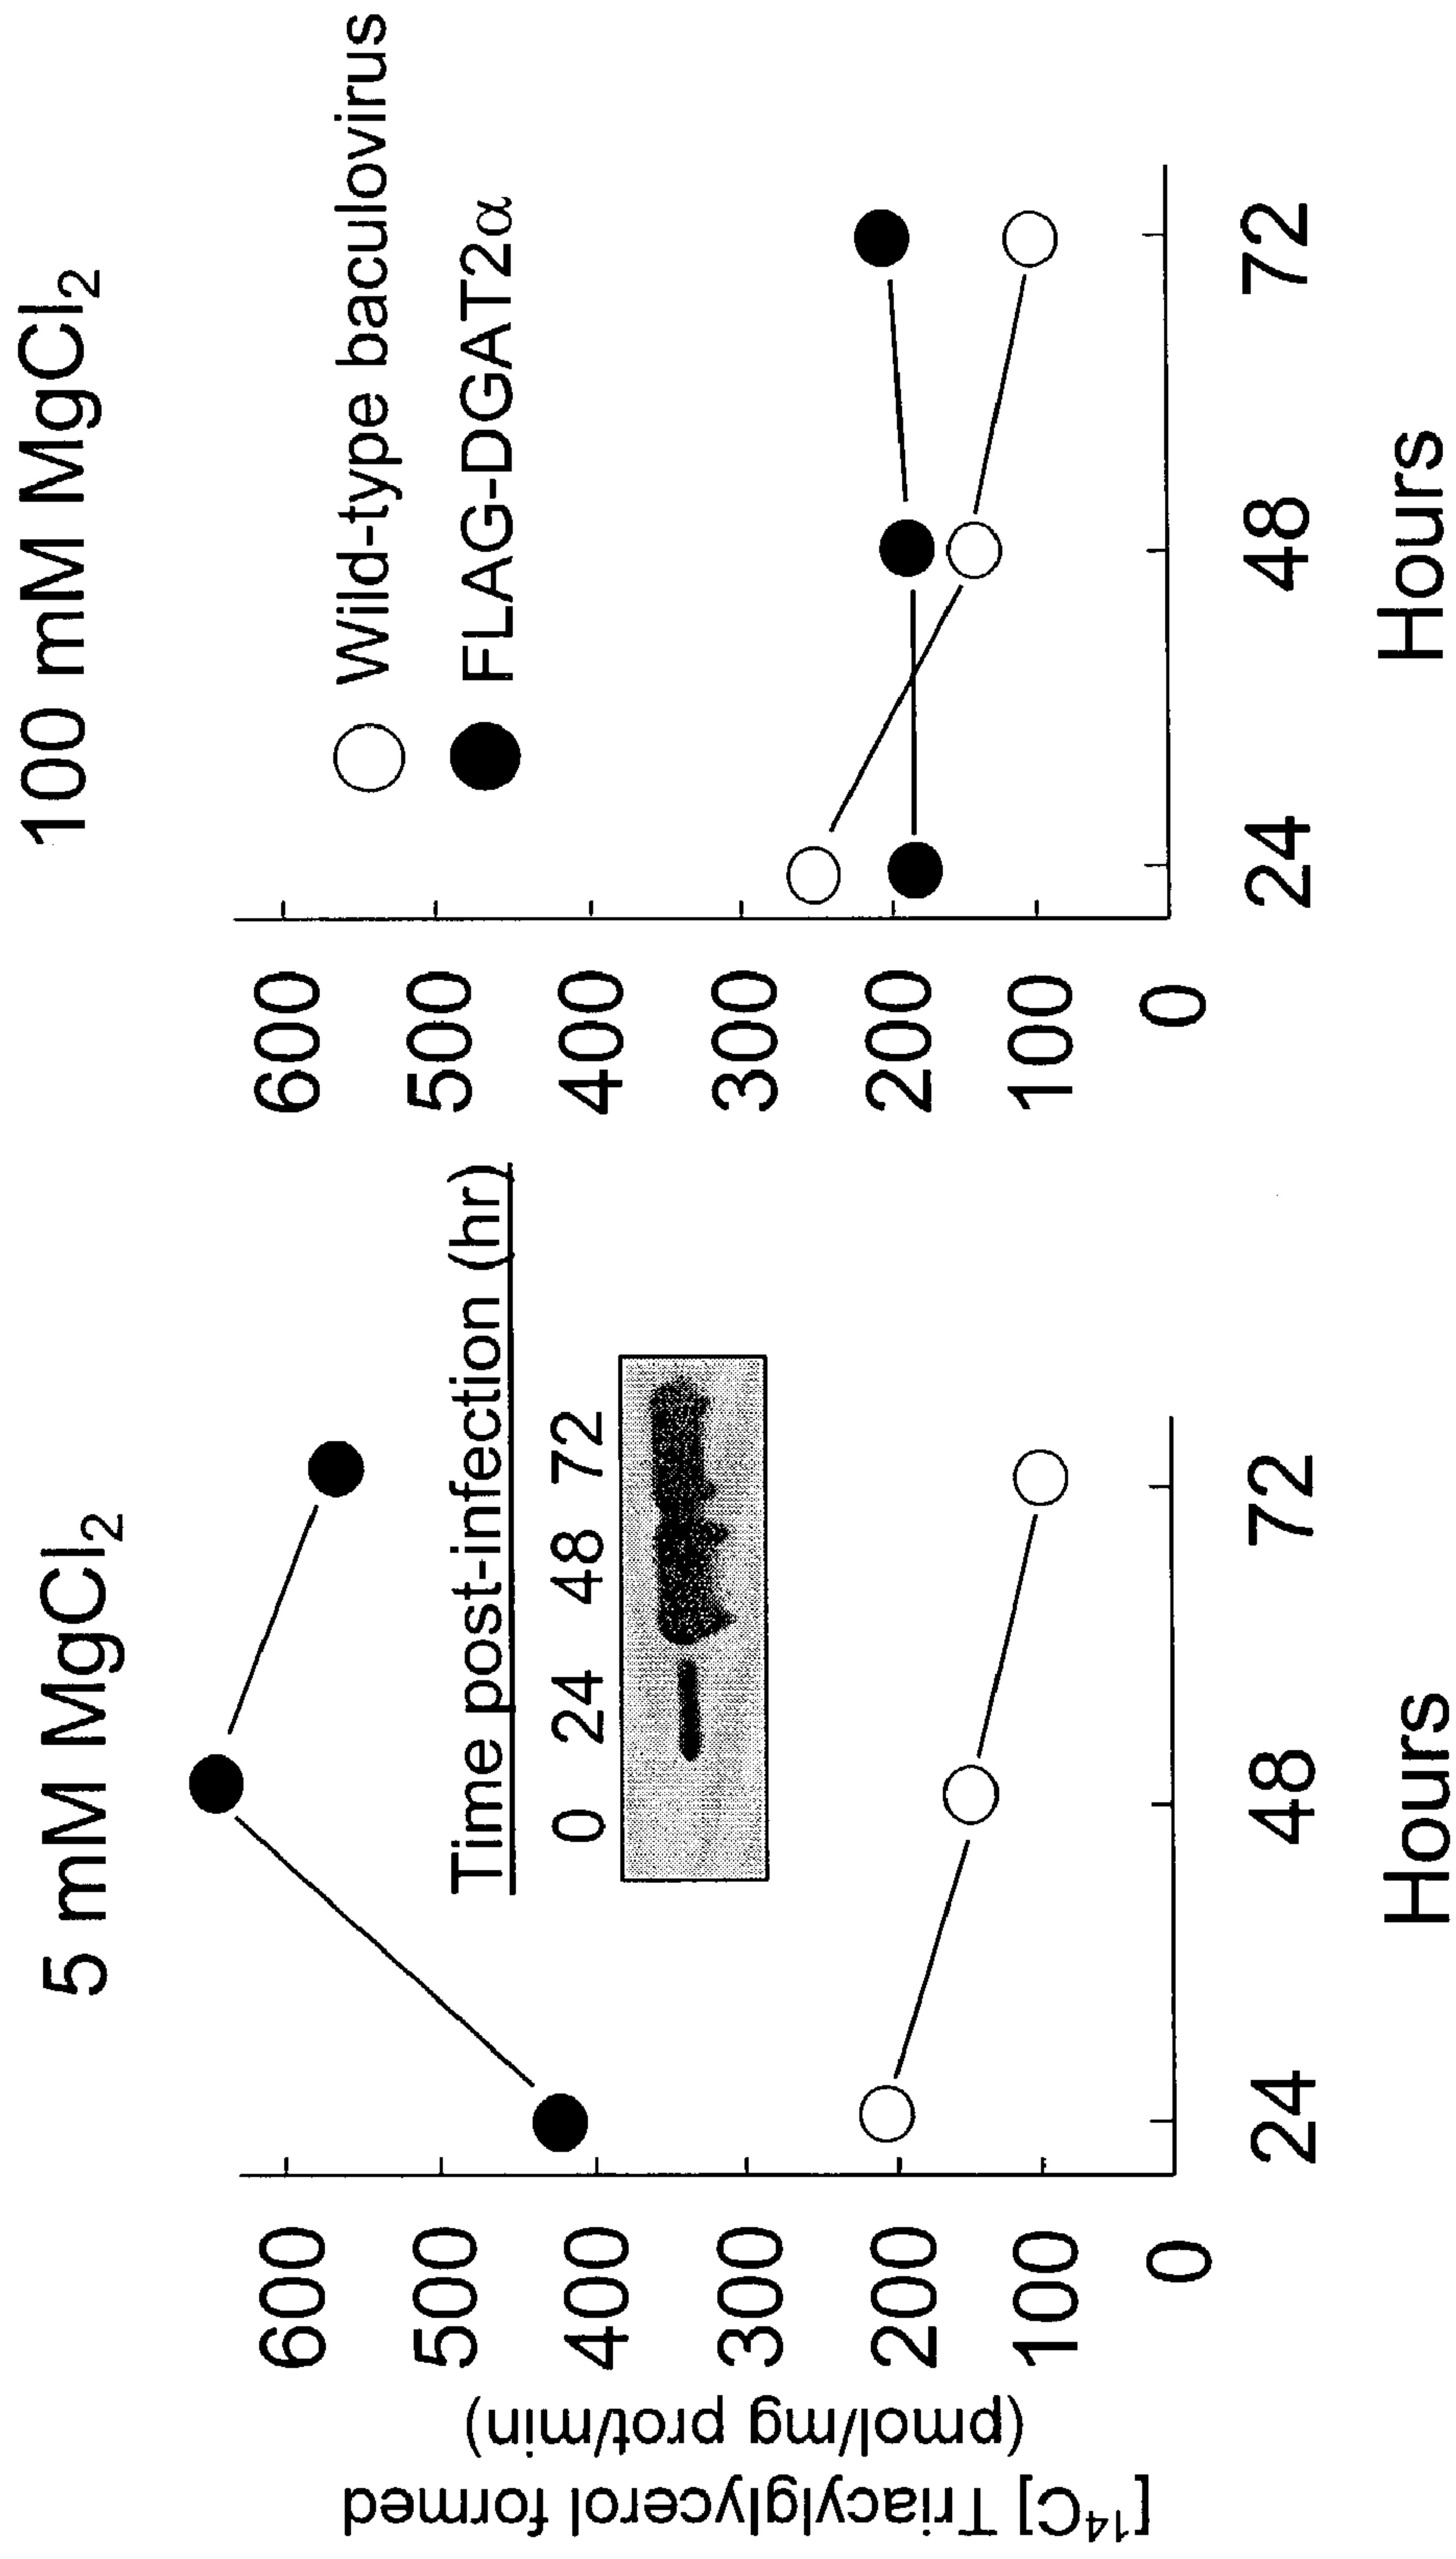 5 mM MgCl₂
[¹⁴C] Triacylglycerol formed
(pmol/mg prot/min)
600
500
400
300
200
100
0
Time post-infection (hr)
0 24 48 72
24 48 72
Hours
100 mM MgCl₂
Wild-type baculovirus
FLAG-DGAT2α
600
500
400
300
200
100
0
24 48 72
Hours